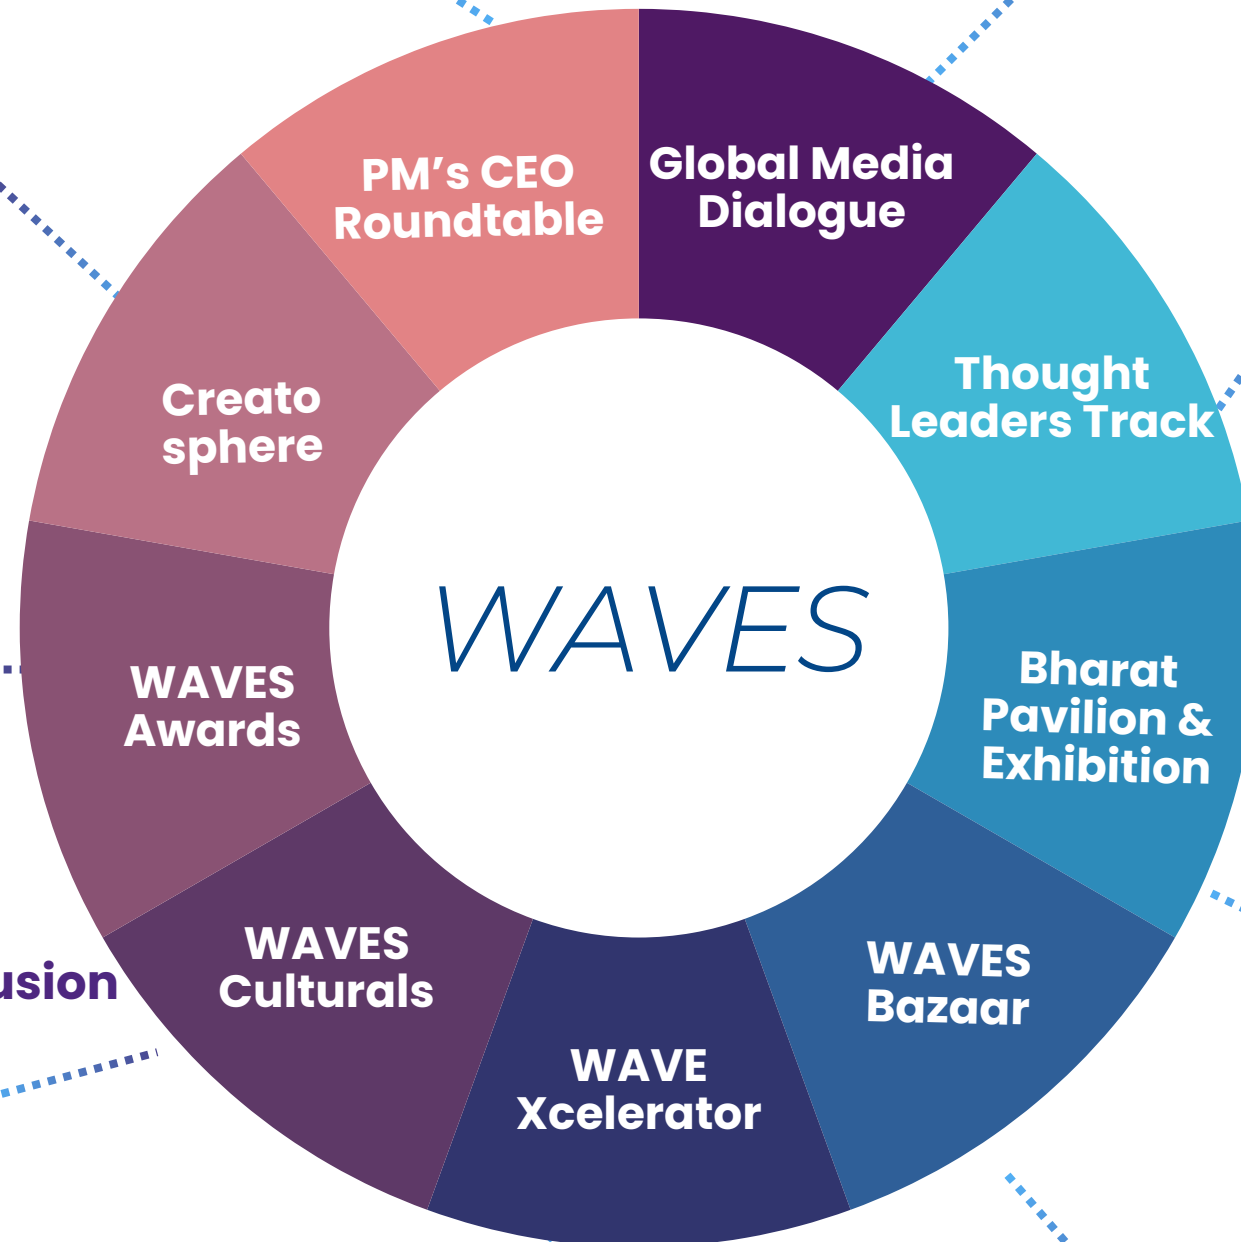 PM’s CEO
Roundtable
Global Media
Dialogue
Thought
Leaders Track
Creato
sphere
WAVES
Bharat
Pavilion &
Exhibition
WAVES
Awards
WAVES
Culturals
WAVES
Bazaar
usion
WAVE
Xcelerator